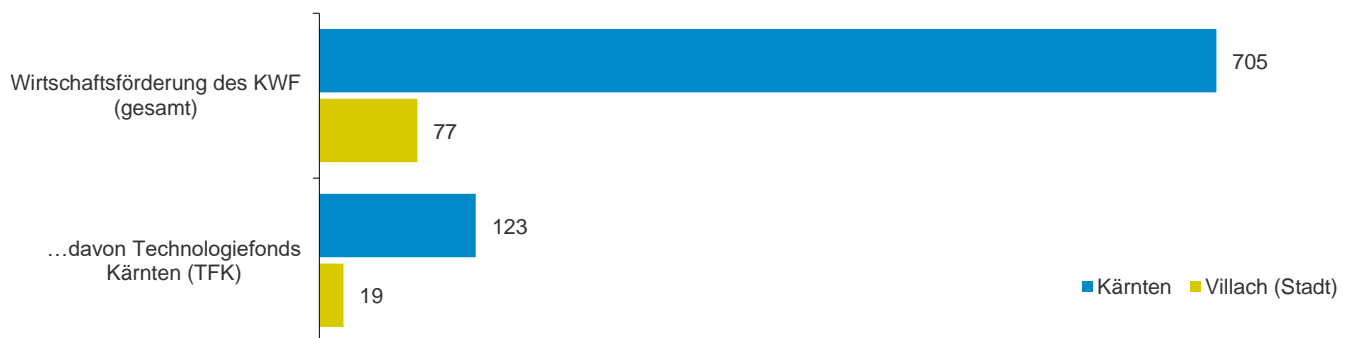 Wirtschaftsförderung des KWF
(gesamt)
705
77
…davon Technologiefonds
Kärnten (TFK)
123
19
Kärnten Villach (Stadt)